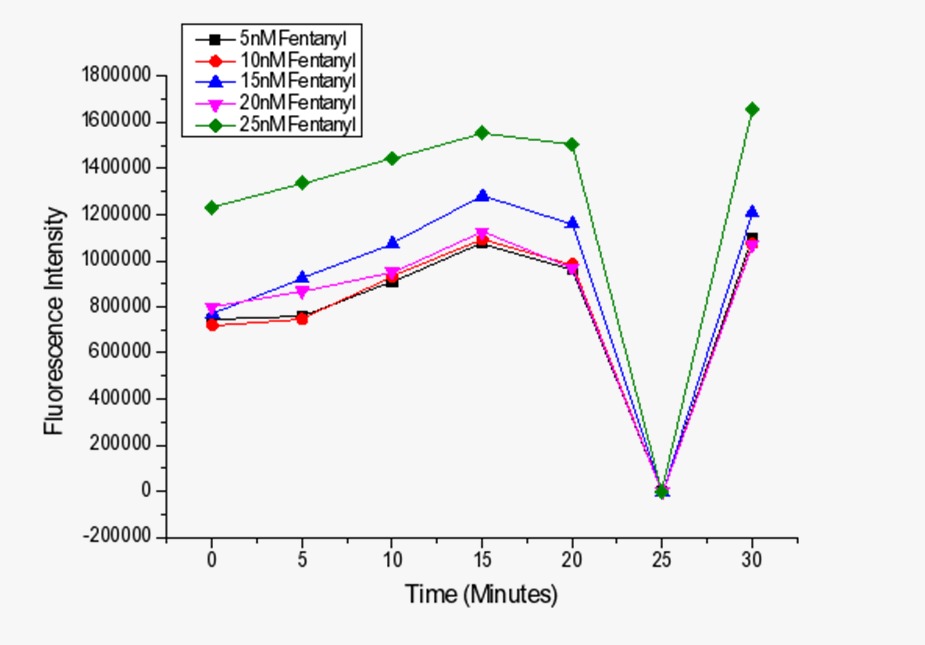 5nM Fentanyl
10nM Fentanyl
15nM Fentanyl
20nM Fentanyl
25nM Fentanyl
1800000
1600000
1400000
1200000
1000000
800000
600000
400000
200000
0
-200000
Fluorescence Intensity
0 5 10 15 20 25 30
Time (Minutes)